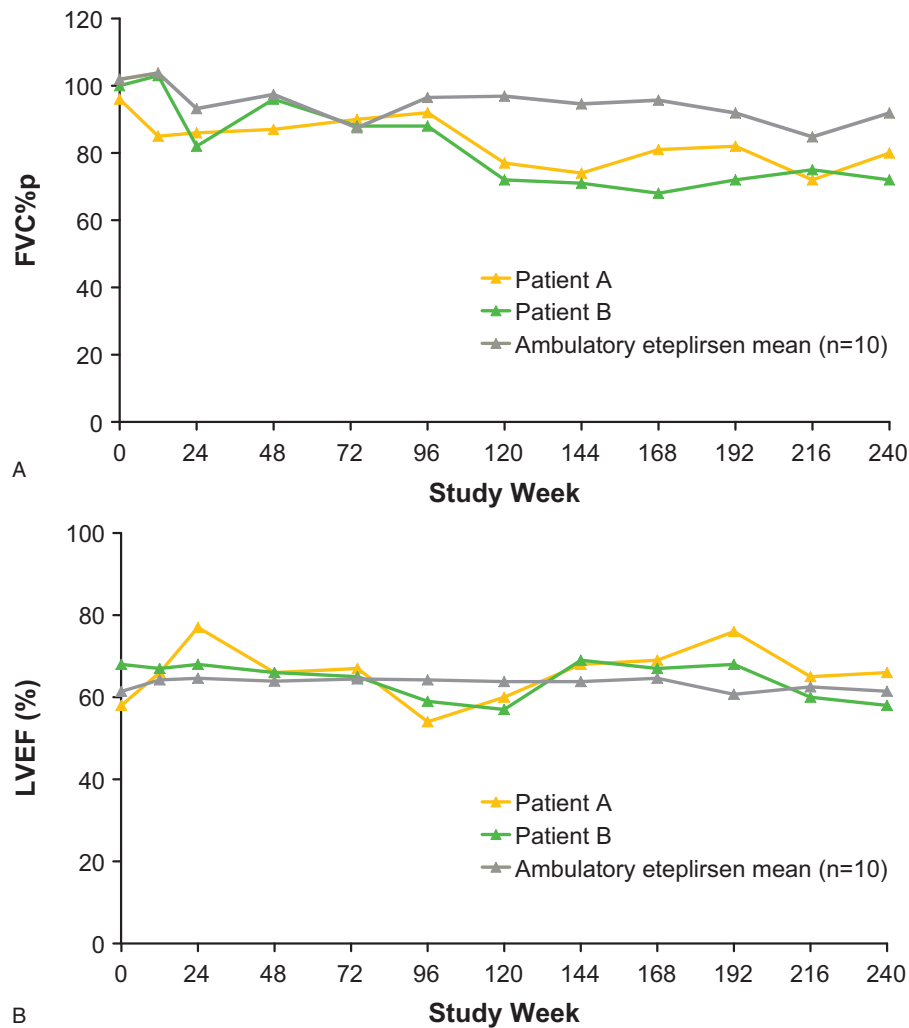 120
100
80
60
40
20
0
FVC%p
Patient A
Patient B
Ambulatory eteplirsen mean (n=10)
0 24 48 72 96 120 144 168 192 216 240
A
Study Week
100
80
60
40
20
0
LVEF (%)
Patient A
Patient B
Ambulatory eteplirsen mean (n=10)
0 24 48 72 96 120 144 168 192 216 240
B
Study Week